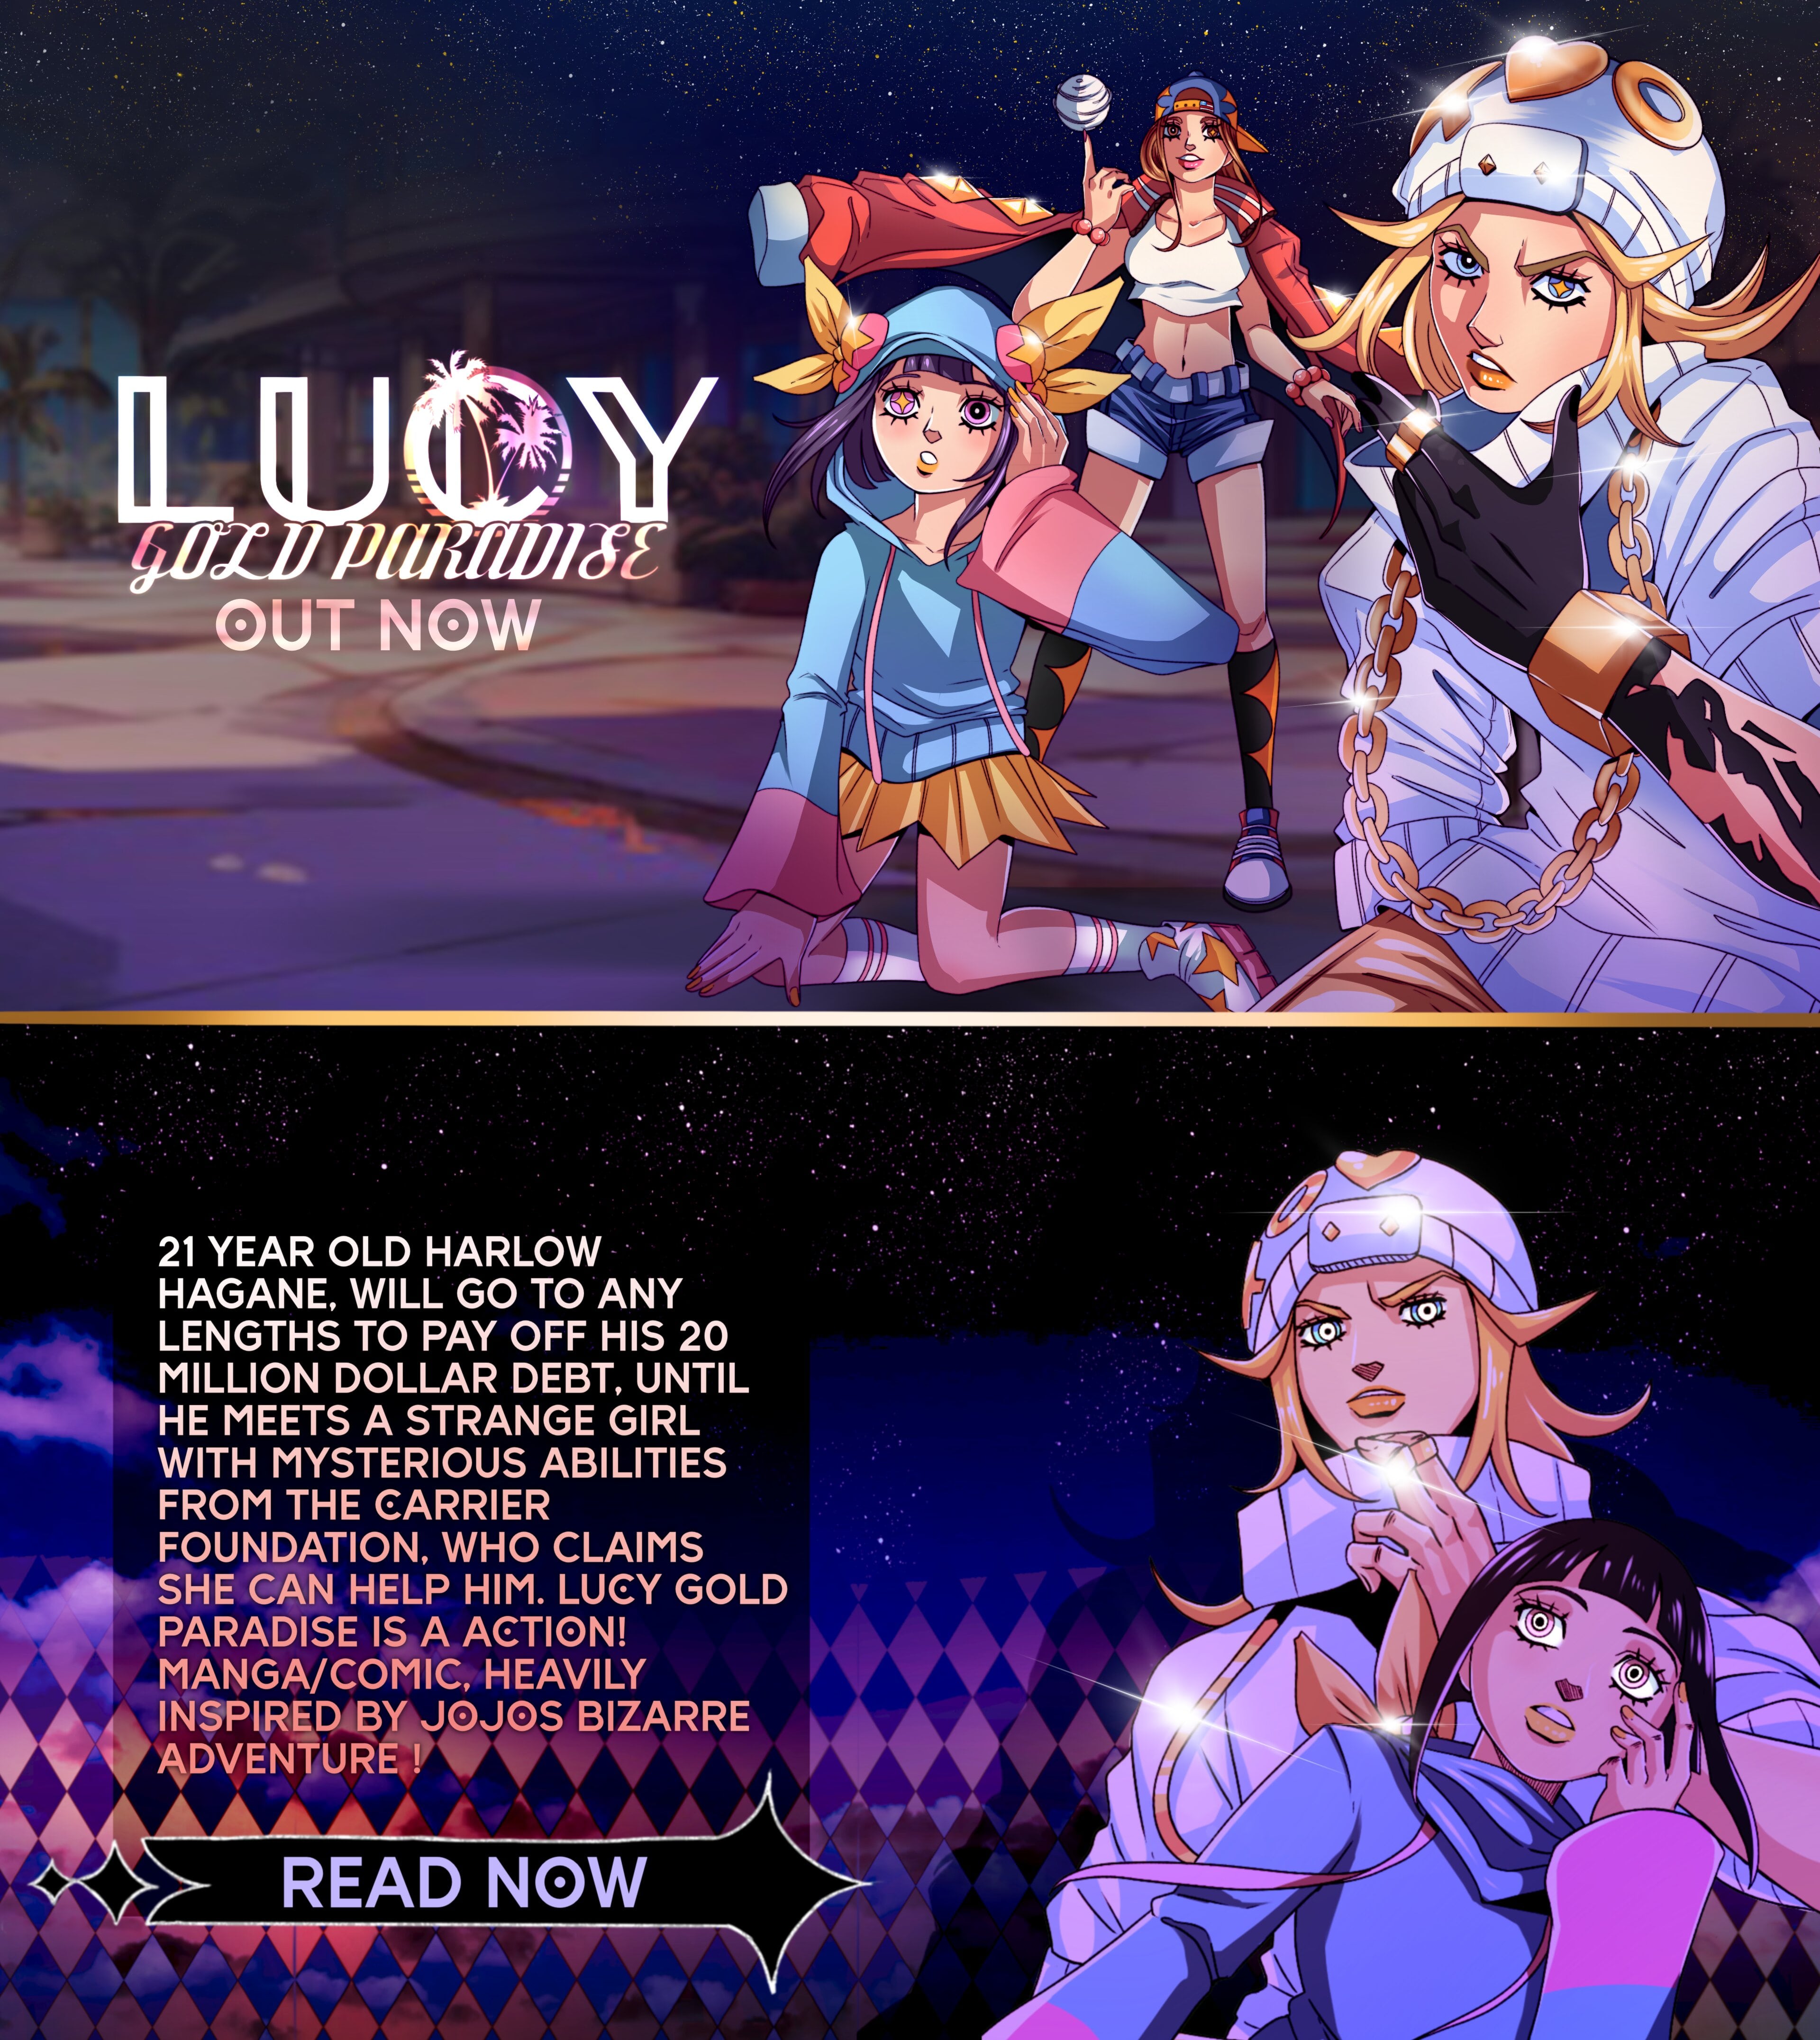 LUCY
GOLD PARADISE
OUT NOW
21 YEAR OLD HARLOW
HAGANE, WILL GO TO ANY
LENGTHS TO PAY OFF HIS 20
MILLION DOLLAR DEBT, UNTIL
HE MEETS A STRANGE GIRL
WITH MYSTERIOUS ABILITIES
FROM THE CARRIER
FOUNDATION, WHO CLAIMS
SHE CAN HELP HIM. LUCY GOLD
PARADISE IS A ACTION!
MANGA/COMIC, HEAVILY
INSPIRED BY JOJOS BIZARRE
ADVENTURE !
READ NOW